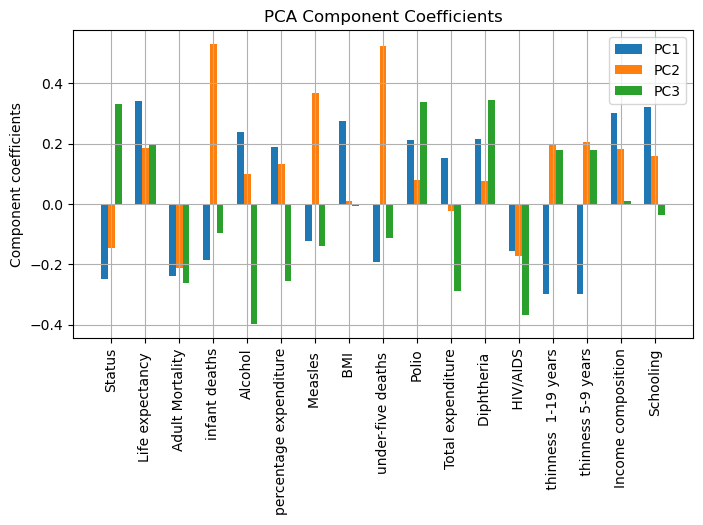 PCA Component Coefficients
PC1
PC2
PC3
Component coefficients
0.4
0.2
0.0
−0.2
−0.4
Status
Life expectancy
Adult Mortality
infant deaths
Alcohol
percentage expenditure
Measles
BMI
under-five deaths
Polio
Total expenditure
Diphtheria
HIV/AIDS
thinness  1-19 years
thinness 5-9 years
Income composition
Schooling